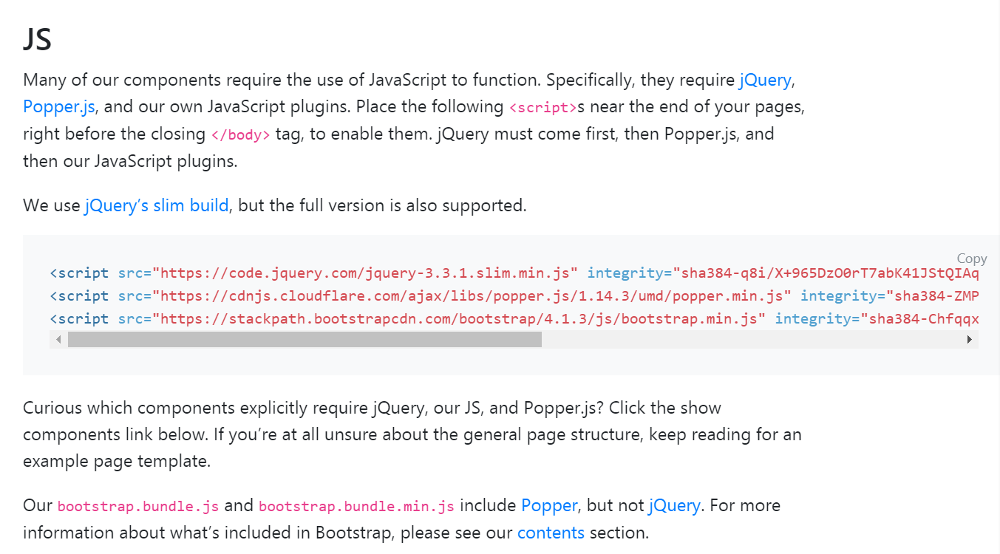 JS
Many of our components require the use of JavaScript to function. Specifically, they require jQuery,
Popper.js, and our own JavaScript plugins. Place the following <script>s near the end of your pages,
right before the closing </body> tag, to enable them. jQuery must come first, then Popper.js, and
then our JavaScript plugins.
We use jQuery’s slim build, but the full version is also supported.
Copy
<script src="https://code.jquery.com/jquery-3.3.1.slim.min.js" integrity="sha384-q8i/X+965DzO0rT7abK41JStQIAq
<script src="https://cdnjs.cloudflare.com/ajax/libs/popper.js/1.14.3/umd/popper.min.js" integrity="sha384-ZMP
<script src="https://stackpath.bootstrapcdn.com/bootstrap/4.1.3/js/bootstrap.min.js" integrity="sha384-Chfqqx
Curious which components explicitly require jQuery, our JS, and Popper.js? Click the show
components link below. If you’re at all unsure about the general page structure, keep reading for an
example page template.
Our bootstrap.bundle.js and bootstrap.bundle.min.js include Popper, but not jQuery. For more
information about what’s included in Bootstrap, please see our contents section.